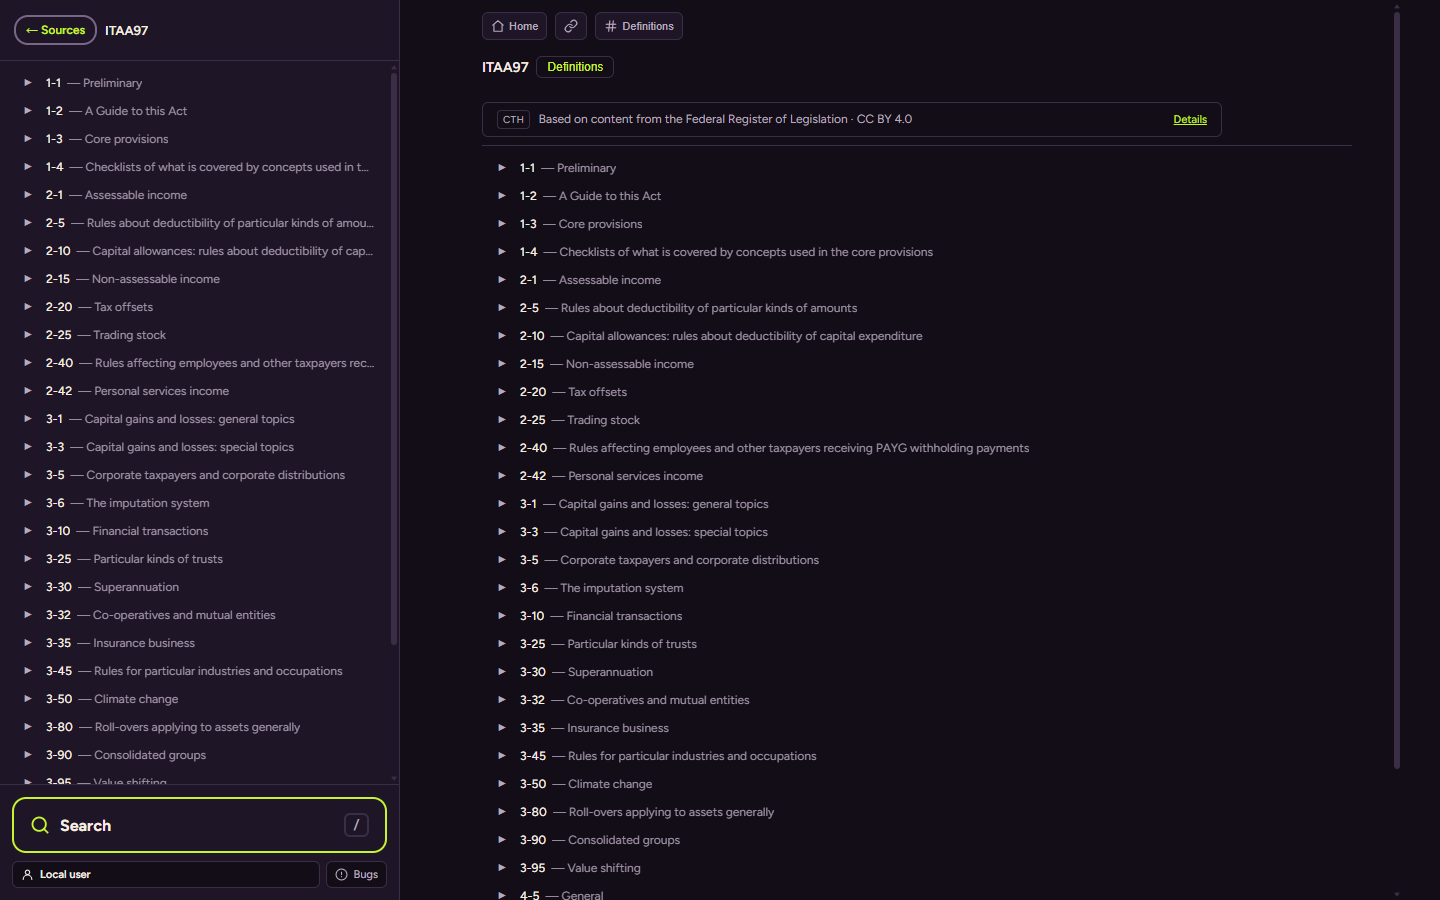 ← Sources ITAA97
1-1 — Preliminary
1-2 — A Guide to this Act
1-3 — Core provisions
1-4 — Checklists of what is covered by concepts used in t...
2-1 — Assessable income
2-5 — Rules about deductibility of particular kinds of amou...
2-10 — Capital allowances: rules about deductibility of cap...
2-15 — Non-assessable income
2-20 — Tax offsets
2-25 — Trading stock
2-40 — Rules affecting employees and other taxpayers rec...
2-42 — Personal services income
3-1 — Capital gains and losses: general topics
3-3 — Capital gains and losses: special topics
3-5 — Corporate taxpayers and corporate distributions
3-6 — The imputation system
3-10 — Financial transactions
3-25 — Particular kinds of trusts
3-30 — Superannuation
3-32 — Co-operatives and mutual entities
3-35 — Insurance business
3-45 — Rules for particular industries and occupations
3-50 — Climate change
3-80 — Roll-overs applying to assets generally
3-90 — Consolidated groups
3-95 — Value shifting
Search /
Local user Bugs
Home # Definitions
ITAA97 Definitions
CTH Based on content from the Federal Register of Legislation · CC BY 4.0 Details
1-1 — Preliminary
1-2 — A Guide to this Act
1-3 — Core provisions
1-4 — Checklists of what is covered by concepts used in the core provisions
2-1 — Assessable income
2-5 — Rules about deductibility of particular kinds of amounts
2-10 — Capital allowances: rules about deductibility of capital expenditure
2-15 — Non-assessable income
2-20 — Tax offsets
2-25 — Trading stock
2-40 — Rules affecting employees and other taxpayers receiving PAYG withholding payments
2-42 — Personal services income
3-1 — Capital gains and losses: general topics
3-3 — Capital gains and losses: special topics
3-5 — Corporate taxpayers and corporate distributions
3-6 — The imputation system
3-10 — Financial transactions
3-25 — Particular kinds of trusts
3-30 — Superannuation
3-32 — Co-operatives and mutual entities
3-35 — Insurance business
3-45 — Rules for particular industries and occupations
3-50 — Climate change
3-80 — Roll-overs applying to assets generally
3-90 — Consolidated groups
3-95 — Value shifting
4-5 — General